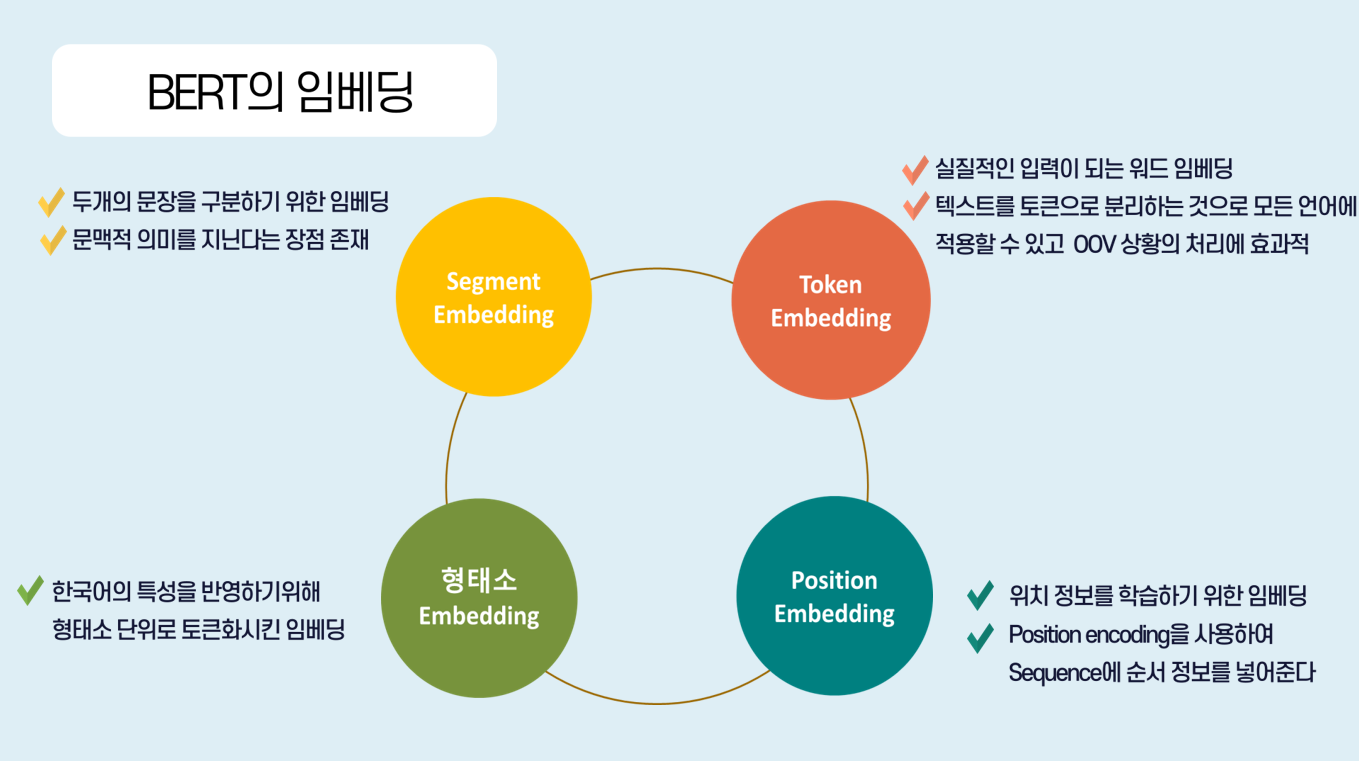 BERT의 임베딩
두개의 문장을 구분하기 위한 임베딩
문맥적 의미를 지닌다는 장점 존재
Segment
Embedding
실질적인 입력이 되는 워드 임베딩
텍스트를 토큰으로 분리하는 것으로 모든 언어에
적용할 수 있고 OOV 상황의 처리에 효과적
Token
Embedding
한국어의 특성을 반영하기위해
형태소 단위로 토큰화시킨 임베딩
형태소
Embedding
Position
Embedding
위치 정보를 학습하기 위한 임베딩
Position encoding을 사용하여
Sequence에 순서 정보를 넣어준다